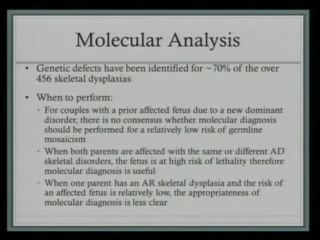 Molecular Analysis
• Genetic defects have been identified for ~70% of the over
456 skeletal dysplasias
• When to perform:
• For couples with a prior affected fetus due to a new dominant
disorder, there is no consensus whether molecular diagnosis
should be performed for a relatively low risk of germline
mosaicism
• When both parents are affected with the same or different AD
skeletal disorders, the fetus is at high risk of lethality therefore
molecular diagnosis is useful
• When one parent has an AR skeletal dysplasia and the risk of
an affected fetus is relatively low, the appropriateness of
molecular diagnosis is less clear